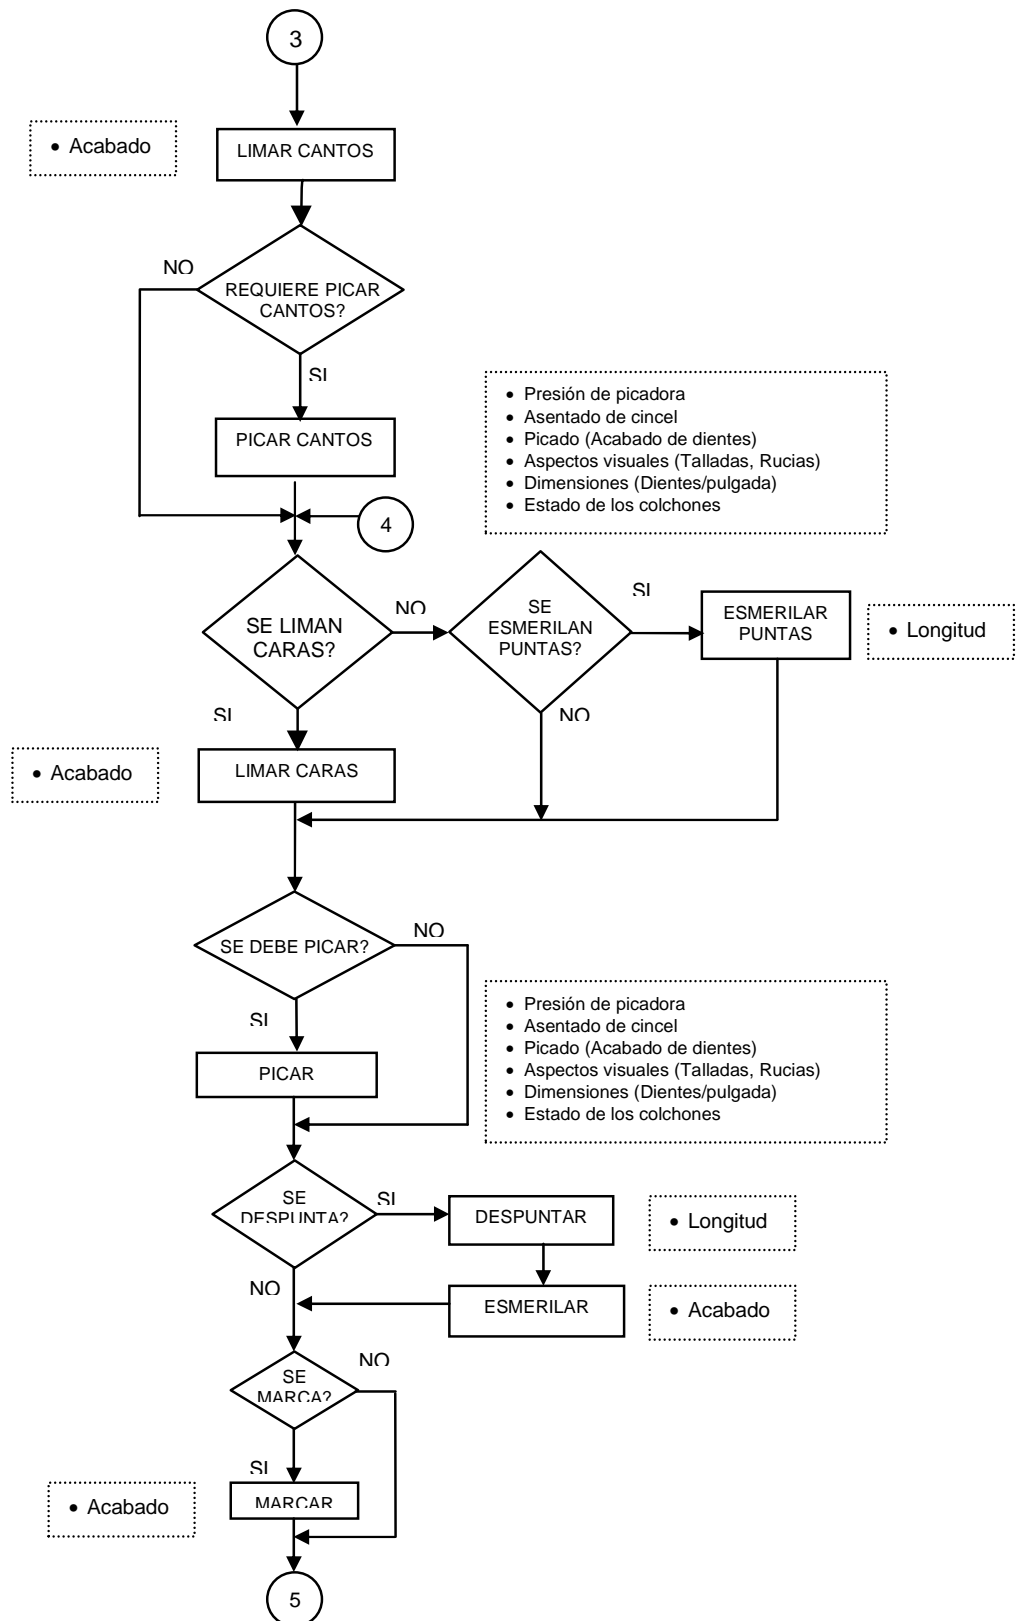 3
• Acabado
LIMAR CANTOS
NO
REQUIERE PICAR
CANTOS?
SI
• Presión de picadora
• Asentado de cincel
• Picado (Acabado de dientes)
• Aspectos visuales (Talladas, Rucias)
• Dimensiones (Dientes/pulgada)
• Estado de los colchones
PICAR CANTOS
4
SE LIMAN
CARAS?
NO
SE
ESMERILAN
PUNTAS?
SI
ESMERILAR
PUNTAS
• Longitud
SI
NO
• Acabado
LIMAR CARAS
SE DEBE PICAR?
NO
SI
• Presión de picadora
• Asentado de cincel
• Picado (Acabado de dientes)
• Aspectos visuales (Talladas, Rucias)
• Dimensiones (Dientes/pulgada)
• Estado de los colchones
PICAR
SE
DESPUNTA?
SI
DESPUNTAR
• Longitud
NO
ESMERILAR
• Acabado
SE
MARCA?
NO
SI
• Acabado
MARCAR
5